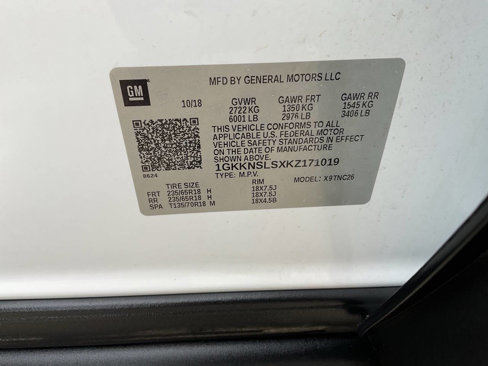 GM
MFD BY GENERAL MOTORS LLC
10/18 GVWR GAWR FRT GAWR RR
2722 KG 1350 KG 1545 KG
6001 LB 2976 LB 3406 LB
THIS VEHICLE CONFORMS TO ALL
APPLICABLE U.S. FEDERAL MOTOR
VEHICLE SAFETY STANDARDS IN EFFECT
ON THE DATE OF MANUFACTURE
SHOWN ABOVE.
1GKKNSLSXKZ171019
0624 TYPE: M.P.V. MODEL: X9TNC26
TIRE SIZE RIM
FRT 235/65R18 H 18X7.5J
RR 235/65R18 H 18X7.5J
SPA T135/70R18 M 18X4.5B